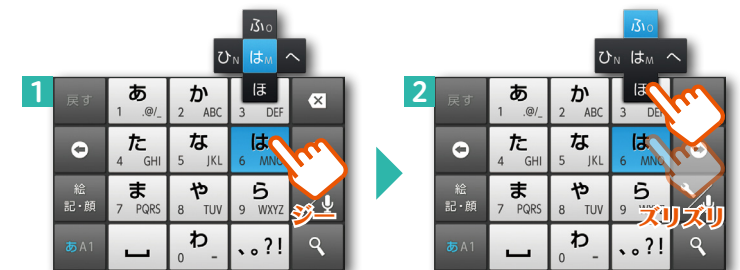 ふO
ひN はM へ
ほ
1
戻す
あ
1 .@/_
か
2 ABC
3 DEF
た
4 GHI
な
5 JKL
は
6 MNO
絵
記・顔
ま
7 PQRS
や
8 TUV
ら
9 WXYZ
ジー
あA1
わ
0 -
、。?!
ふO
ひN はM へ
ほ
2
戻す
あ
1 .@/_
か
2 ABC
3 DEF
た
4 GHI
な
5 JKL
は
6 MNO
絵
記・顔
ま
7 PQRS
や
8 TUV
ら
9 WXYZ
ズリズリ
あA1
わ
0 -
、。?!